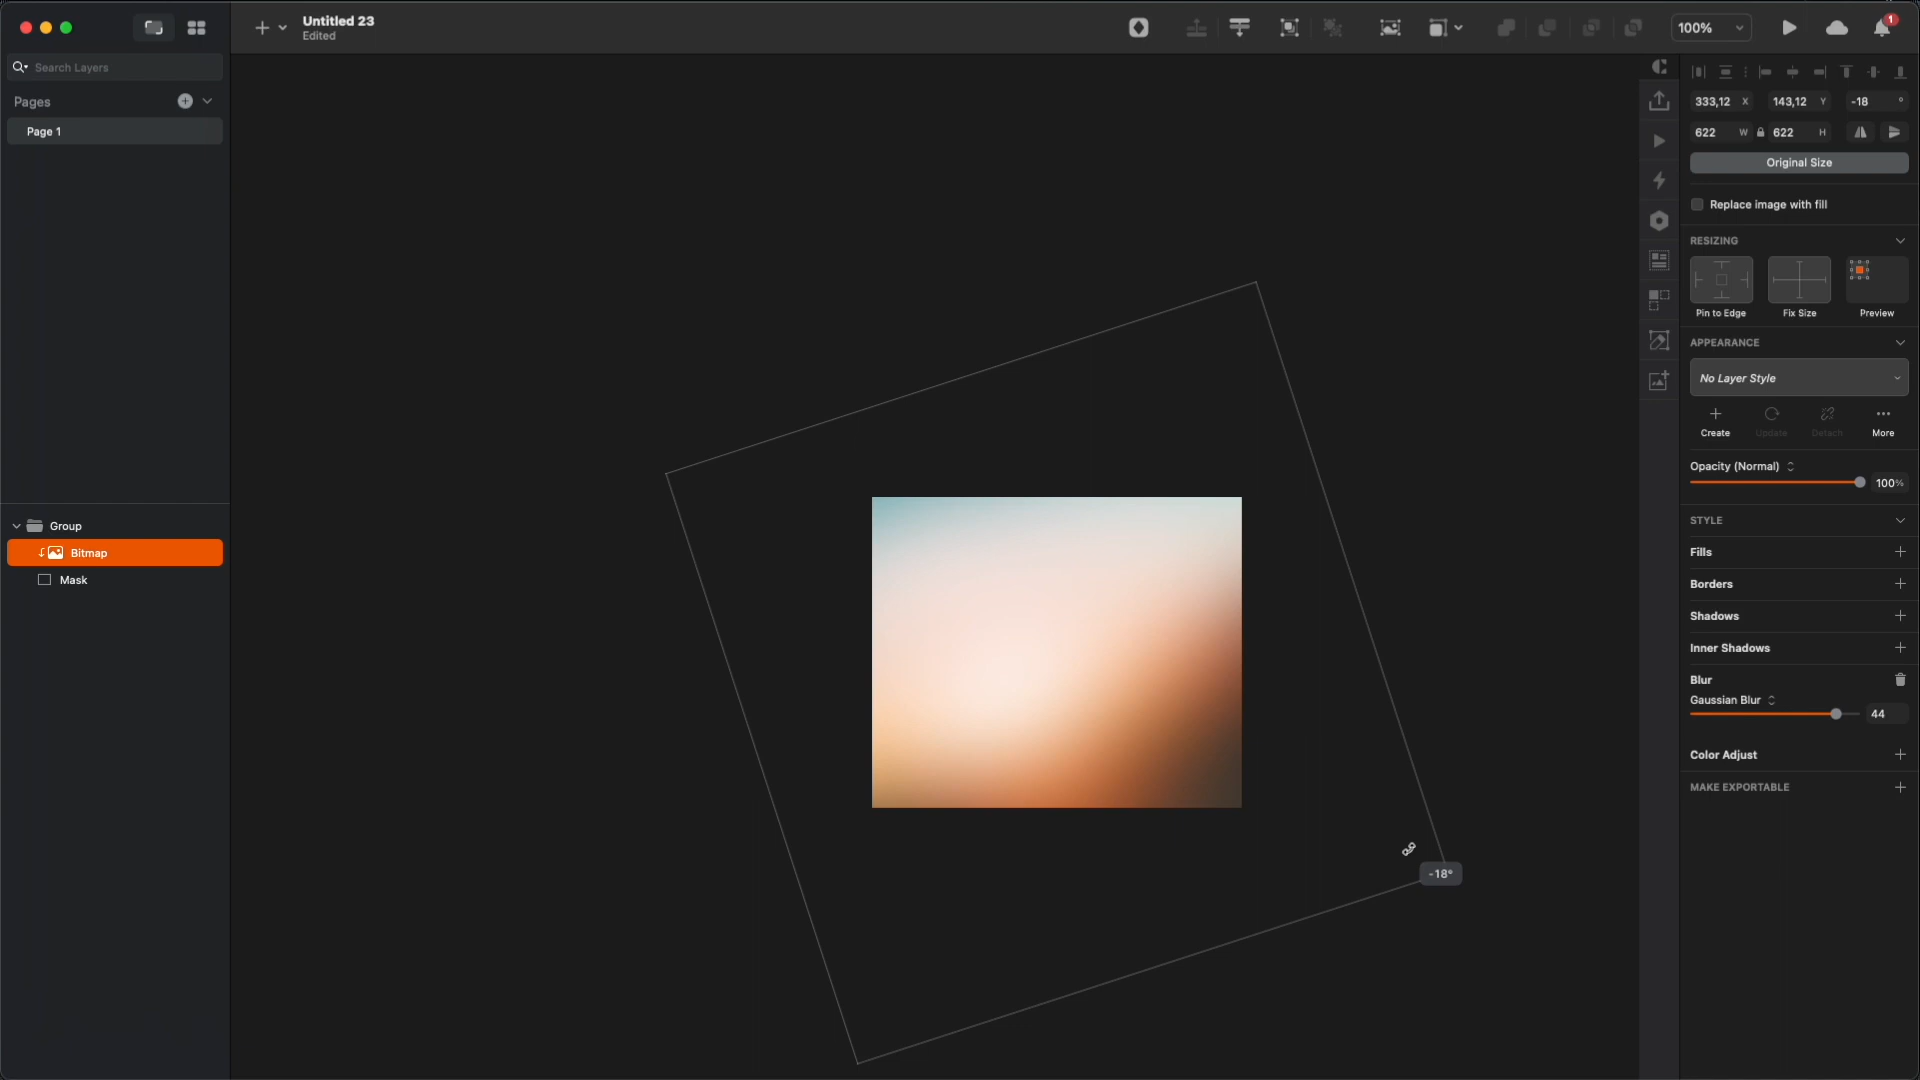 Untitled 23
Edited
100%
1
Search Layers
Pages
Page 1
Group
Bitmap
Mask
-18°
333,12 X 143,12 Y -18 °
622 W 622 H
Original Size
Replace image with fill
RESIZING
Pin to Edge Fix Size Preview
APPEARANCE
No Layer Style
Create Update Detach More
Opacity (Normal)
100%
STYLE
Fills
Borders
Shadows
Inner Shadows
Blur
Gaussian Blur
44
Color Adjust
MAKE EXPORTABLE